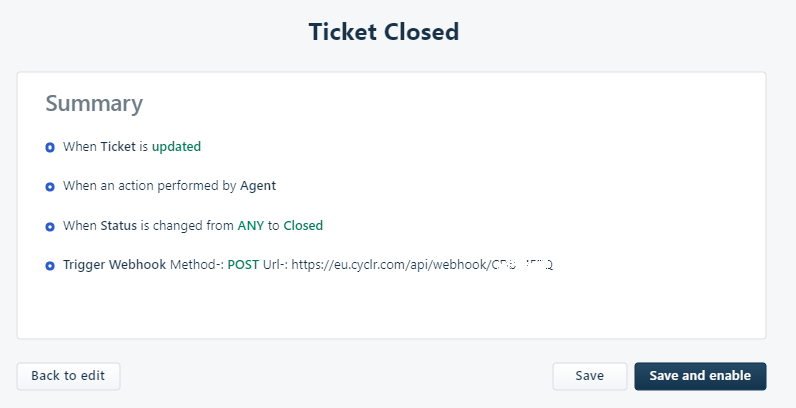 Ticket Closed
Summary
When Ticket is updated
When an action performed by Agent
When Status is changed from ANY to Closed
Trigger Webhook Method-: POST Url-: https://eu.cyclr.com/api/webhook/
Back to edit
Save
Save and enable